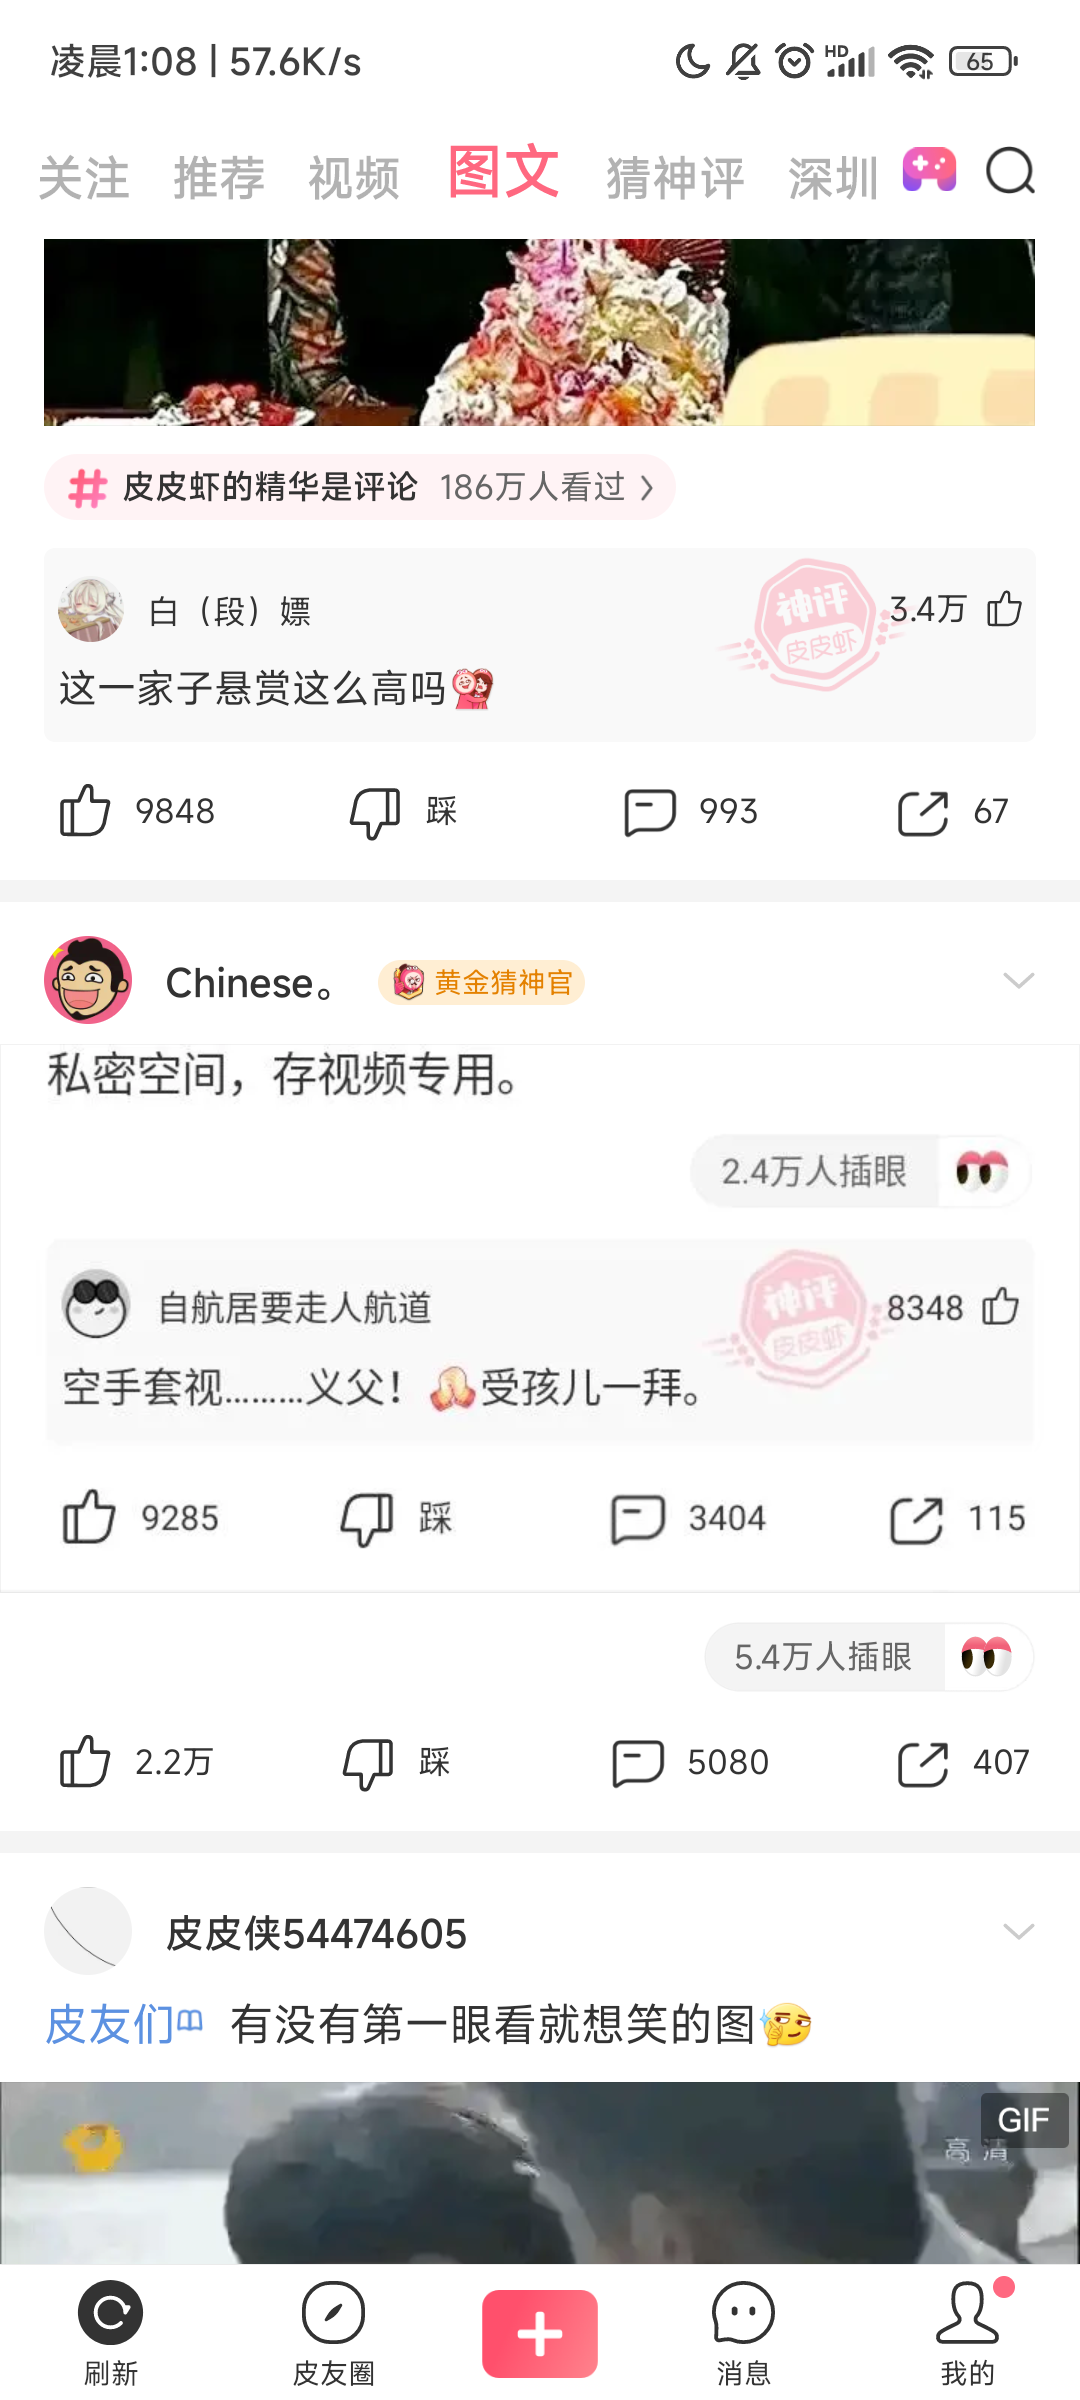 凌晨1:08 | 57.6K/s
HD
65
关注 推荐 视频 图文 猜神评 深圳
皮皮虾的精华是评论 186万人看过
白（段）嫖
神评
皮皮虾
3.4万
这一家子悬赏这么高吗
9848 踩 993 67
Chinese。 黄金猜神官
私密空间，存视频专用。
2.4万人插眼
自航居要走人航道
神评
皮皮虾
8348
空手套视………义父！受孩儿一拜。
9285 踩 3404 115
5.4万人插眼
2.2万 踩 5080 407
皮皮侠54474605
皮友们 有没有第一眼看就想笑的图
GIF
高清
刷新 皮友圈 消息 我的